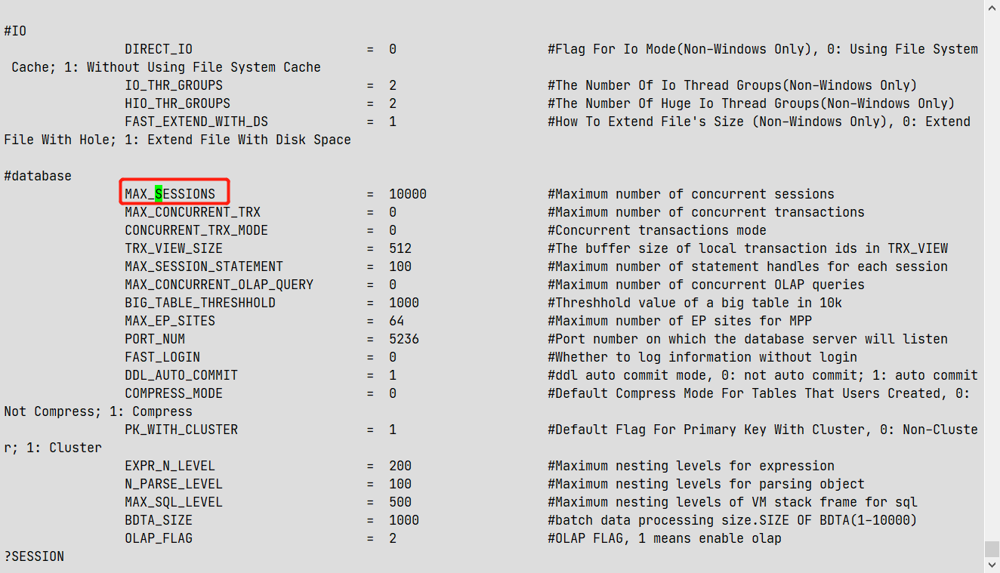 #IO
DIRECT_IO = 0 #Flag For Io Mode(Non-Windows Only), 0: Using File System
Cache; 1: Without Using File System Cache
IO_THR_GROUPS = 2 #The Number Of Io Thread Groups(Non-Windows Only)
HIO_THR_GROUPS = 2 #The Number Of Huge Io Thread Groups(Non-Windows Only)
FAST_EXTEND_WITH_DS = 1 #How To Extend File's Size (Non-Windows Only), 0: Extend
File With Hole; 1: Extend File With Disk Space
#database
MAX_SESSIONS = 10000 #Maximum number of concurrent sessions
MAX_CONCURRENT_TRX = 0 #Maximum number of concurrent transactions
CONCURRENT_TRX_MODE = 0 #Concurrent transactions mode
TRX_VIEW_SIZE = 512 #The buffer size of local transaction ids in TRX_VIEW
MAX_SESSION_STATEMENT = 100 #Maximum number of statement handles for each session
MAX_CONCURRENT_OLAP_QUERY = 0 #Maximum number of concurrent OLAP queries
BIG_TABLE_THRESHHOLD = 1000 #Threshhold value of a big table in 10k
MAX_EP_SITES = 64 #Maximum number of EP sites for MPP
PORT_NUM = 5236 #Port number on which the database server will listen
FAST_LOGIN = 0 #Whether to log information without login
DDL_AUTO_COMMIT = 1 #ddl auto commit mode, 0: not auto commit; 1: auto commit
COMPRESS_MODE = 0 #Default Compress Mode For Tables That Users Created, 0:
Not Compress; 1: Compress
PK_WITH_CLUSTER = 1 #Default Flag For Primary Key With Cluster, 0: Non-Cluste
r; 1: Cluster
EXPR_N_LEVEL = 200 #Maximum nesting levels for expression
N_PARSE_LEVEL = 100 #Maximum nesting levels for parsing object
MAX_SQL_LEVEL = 500 #Maximum nesting levels of VM stack frame for sql
BDTA_SIZE = 1000 #batch data processing size.SIZE OF BDTA(1-10000)
OLAP_FLAG = 2 #OLAP FLAG, 1 means enable olap
?SESSION